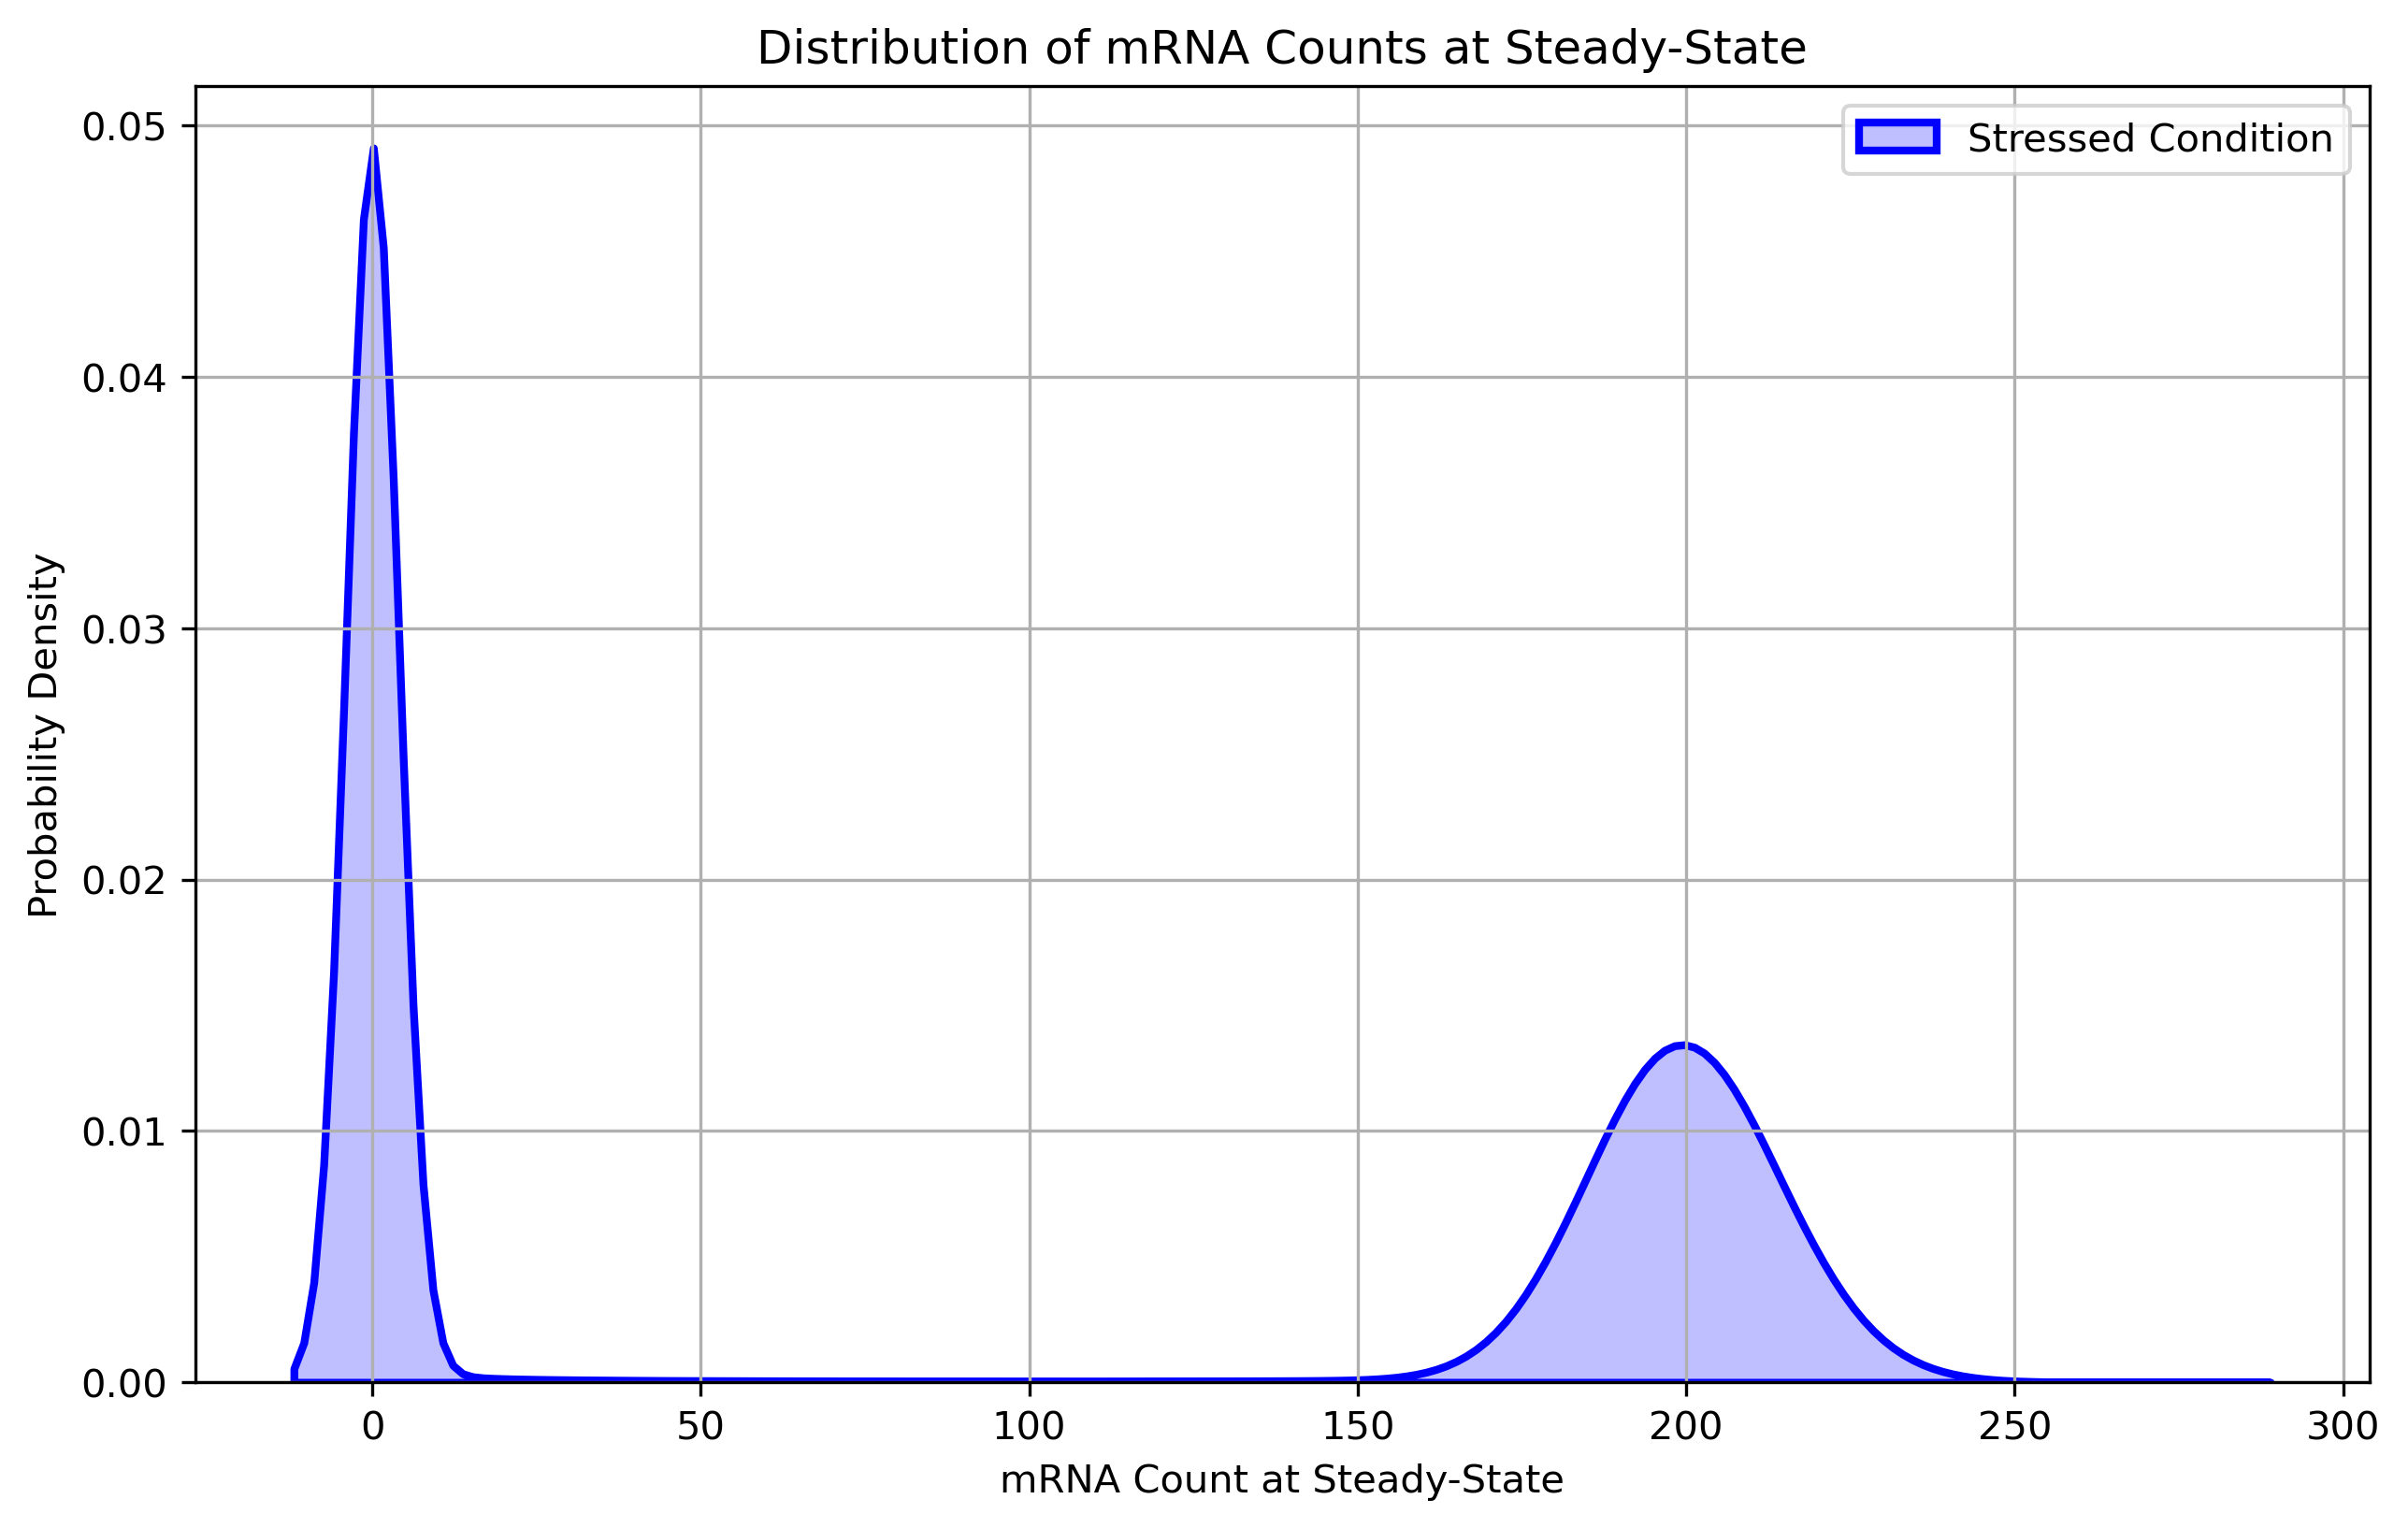 Distribution of mRNA Counts at Steady-State
Stressed Condition
Probability Density
0.05
0.04
0.03
0.02
0.01
0.00
0 50 100 150 200 250 300
mRNA Count at Steady-State